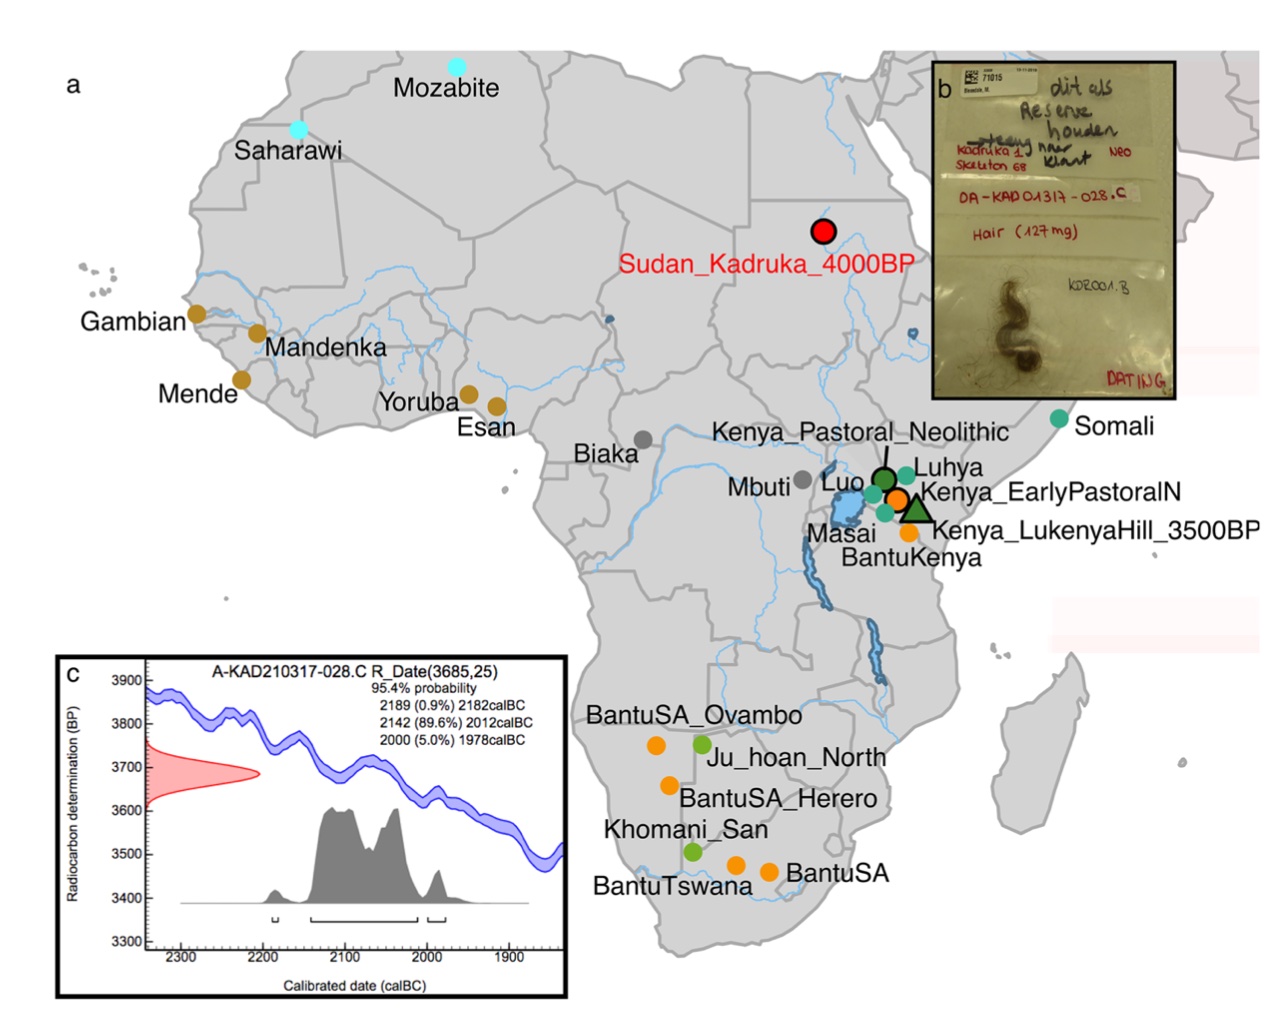 a
Mozabite
Saharawi
Sudan_Kadruka_4000BP
Gambian
Mandenka
Mende
Yoruba
Esan
Biaka
Kenya_Pastoral_Neolithic
Mbuti
Luo
Luhya
Kenya_EarlyPastoralN
Masai
Kenya_LukenyaHill_3500BP
BantuKenya
Somali
BantuSA_Ovambo
Ju_hoan_North
BantuSA_Herero
Khomani_San
BantuTswana
BantuSA
b
71015
dit als
Reserve
houden
naar
Kadruka 1
klant
Neo
Skeleton 68
DA-KAD01317-028.C
Hair (127mg)
KDR001.B
DATING
c
A-KAD210317-028.C R_Date(3685,25)
95.4% probability
2189 (0.9%) 2182calBC
2142 (89.6%) 2012calBC
2000 (5.0%) 1978calBC
Radiocarbon determination (BP)
3900
3800
3700
3600
3500
3400
3300
2300 2200 2100 2000 1900
Calibrated date (calBC)